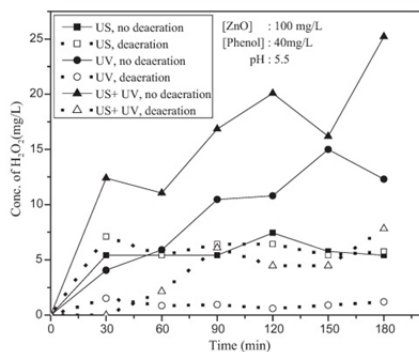 US, no deaeration
US, deaeration
UV, no deaeration
UV, deaeration
US+ UV, no deaeration
US+ UV, deaeration
[ZnO] : 100 mg/L
[Phenol] : 40mg/L
pH : 5.5
Conc. of H₂O₂(mg/L)
25
20
15
10
5
0
0 30 60 90 120 150 180
Time (min)